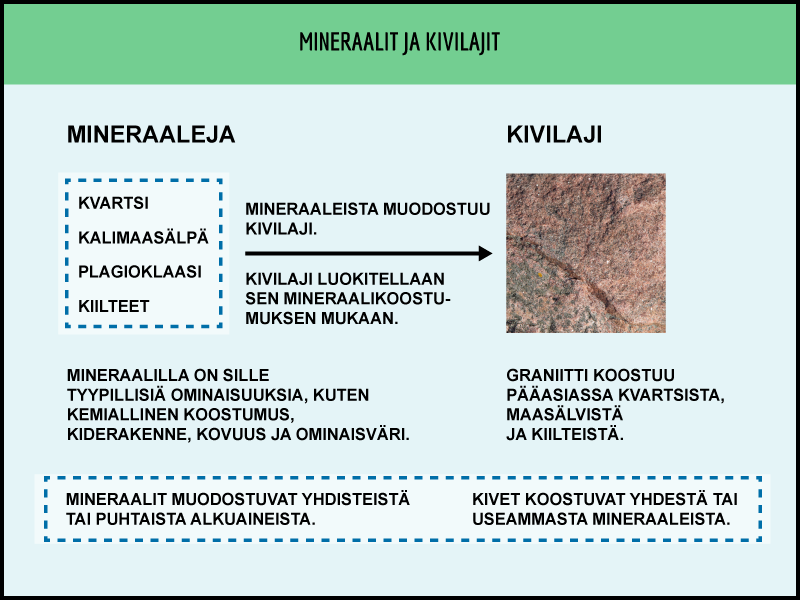 MINERAALIT JA KIVILAJIT
MINERAALEJA
KVARTSI
KALIMAASÄLPÄ
PLAGIOKLAASI
KIILTEET
MINERAALEISTA MUODOSTUU
KIVILAJI.
KIVILAJI LUOKITELLAAN
SEN MINERAALIKOOSTU-
MUKSEN MUKAAN.
KIVILAJI
MINERAALILLA ON SILLE
TYYPILLISIÄ OMINAISUUKSIA, KUTEN
KEMIALLINEN KOOSTUMUS,
KIDERAKENNE, KOVUUS JA OMINAISVÄRI.
GRANIITTI KOOSTUU
PÄÄASIASSA KVARTSISTA,
MAASÄLVISTÄ
JA KIILTEISTÄ.
MINERAALIT MUODOSTUVAT YHDISTEISTÄ
TAI PUHTAISTA ALKUAINEISTA.
KIVET KOOSTUVAT YHDESTÄ TAI
USEAMMASTA MINERAALEISTA.